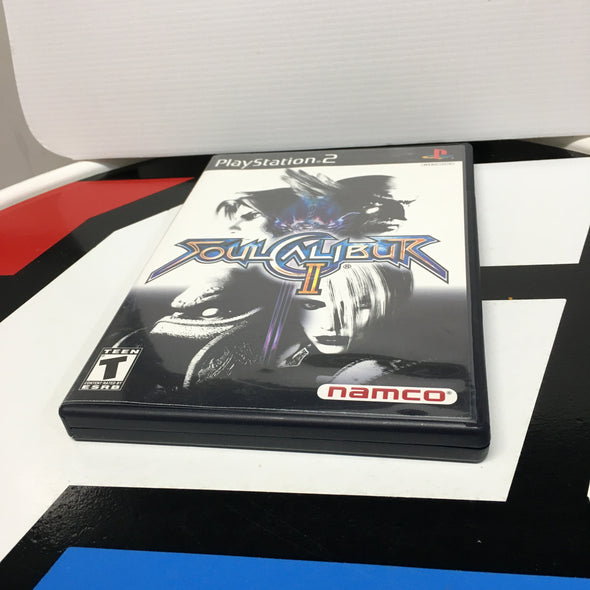 PlayStation®2
SOULCALIBUR
II®
TEEN
T
CONTENT RATED BY
ESRB
namco®